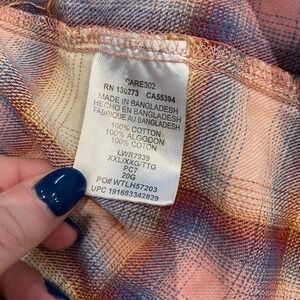 CARE302
RN 130273 CA55394
MADE IN BANGLADESH
HECHO EN BANGLADESH
FABRIQUE AU BANGLADESH
100% COTTON
100% ALGODON
100% COTON
LWR7939
XXL/XXG/TTG
PC7
20G
PO# WTLH57203
UPC 191683342829